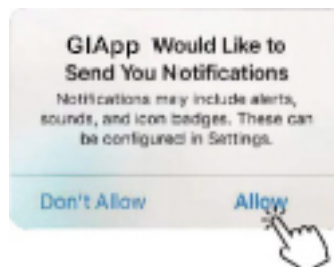 GIApp Would Like to
Send You Notifications
Notifications may include alerts,
sounds, and icon badges. These can
be configured in Settings.
Don't Allow
Allow